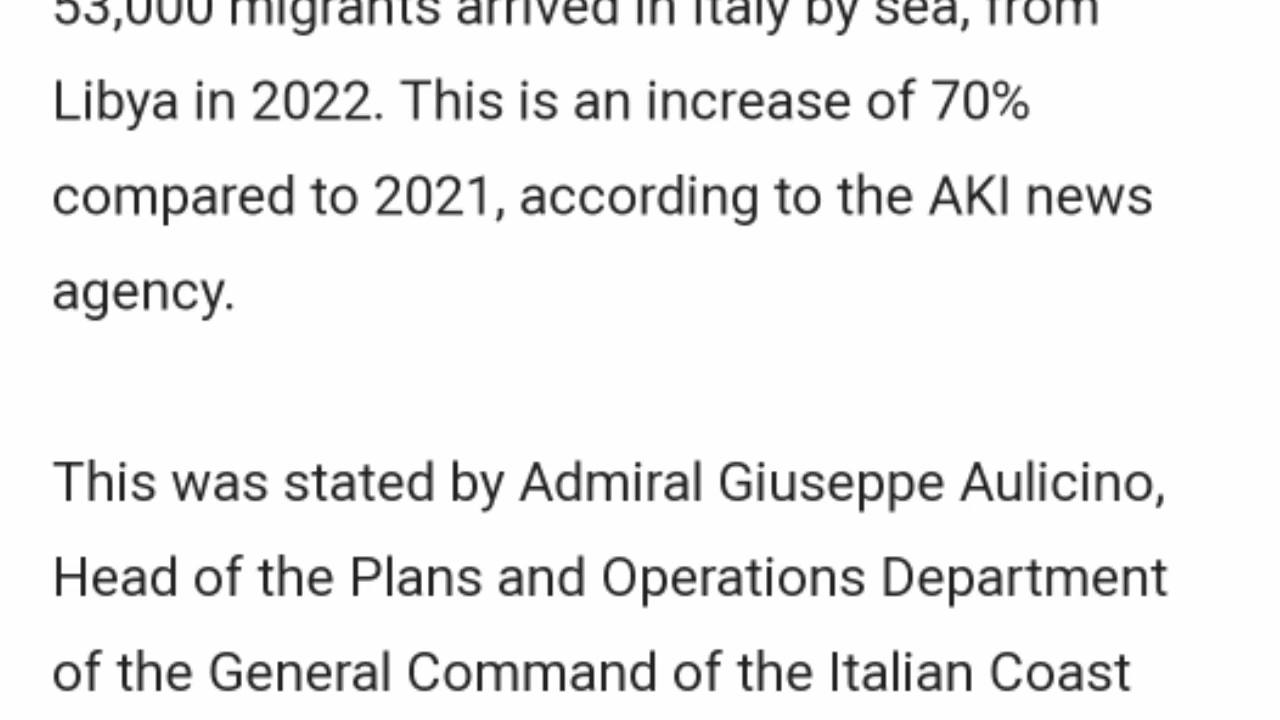 53,000 migrants arrived in Italy by sea, from
Libya in 2022. This is an increase of 70%
compared to 2021, according to the AKI news
agency.
This was stated by Admiral Giuseppe Aulicino,
Head of the Plans and Operations Department
of the General Command of the Italian Coast